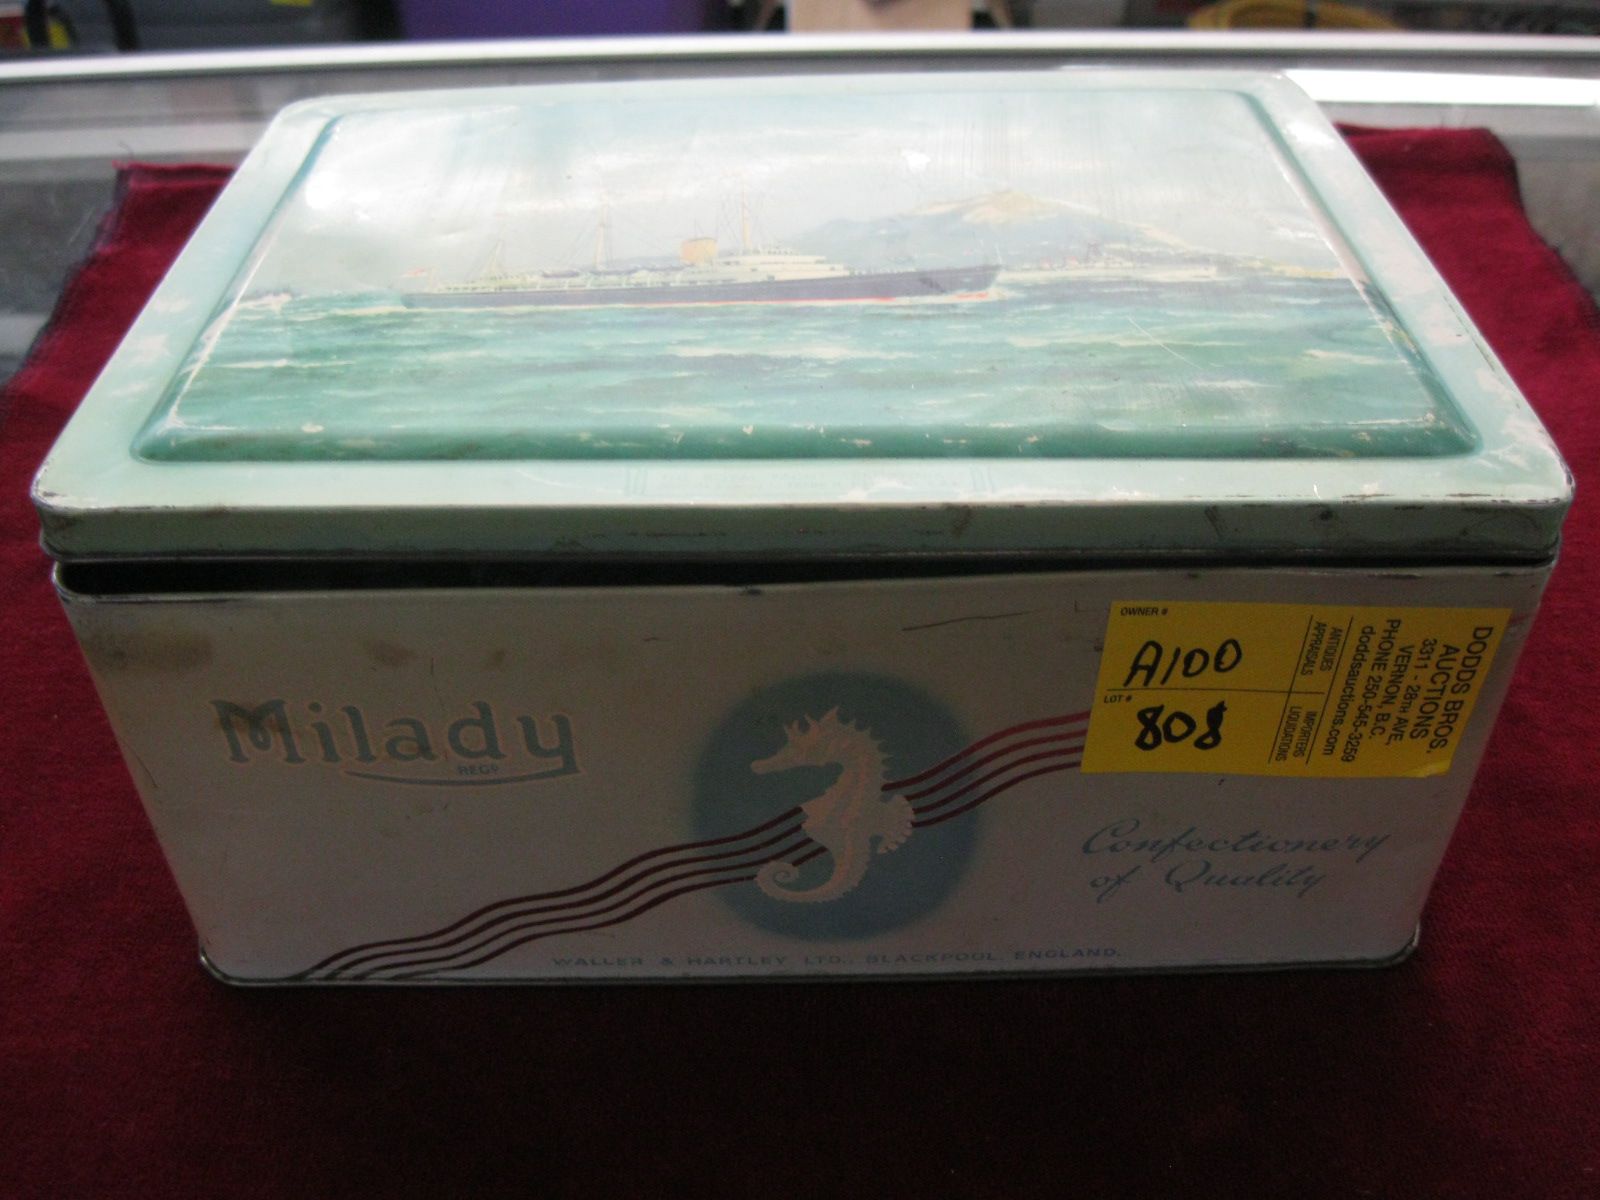 Milady
REGD
Confectionery
of Quality
WALLER & HARTLEY LTD., BLACKPOOL, ENGLAND.
OWNER #
A100
LOT #
808
ANTIQUES
APPRAISALS
IMPORTERS
LIQUIDATIONS
DODDS BROS.
AUCTIONS
3311 - 28TH AVE.
VERNON, B.C.
PHONE 250-545-3259
doddsauctions.com